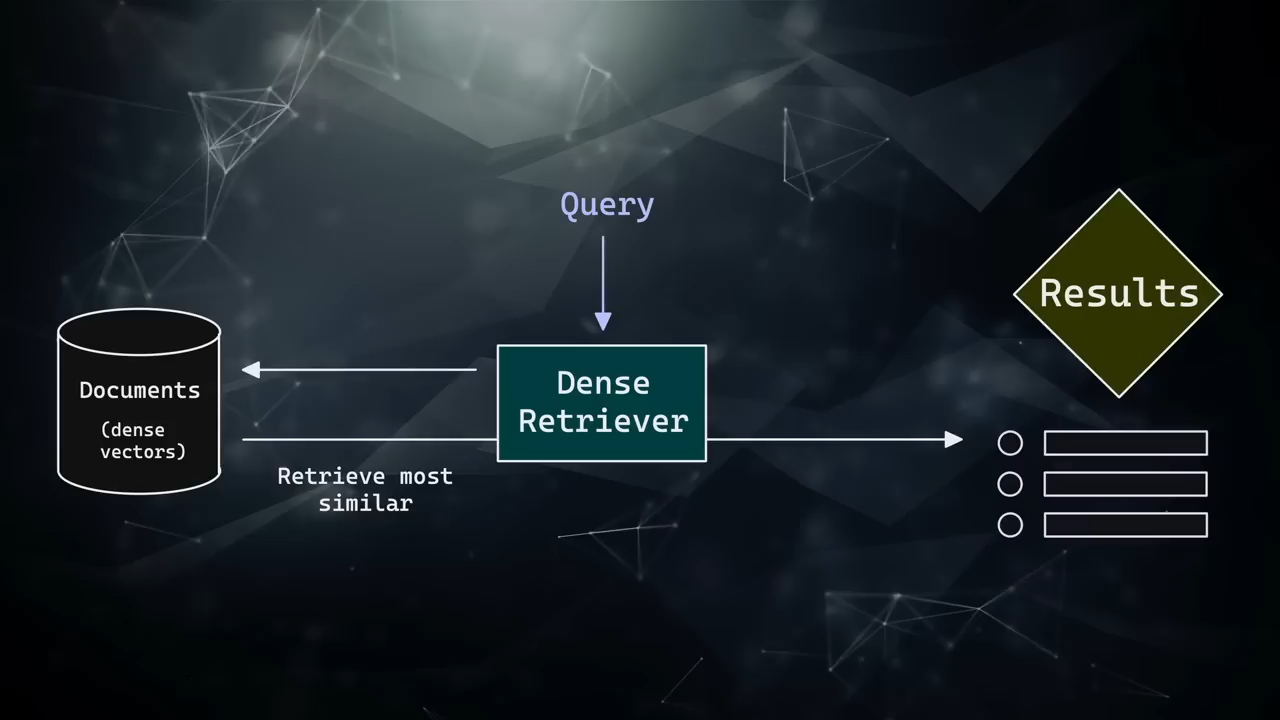 Query
Results
Dense
Retriever
Documents
(dense
vectors)
Retrieve most
similar